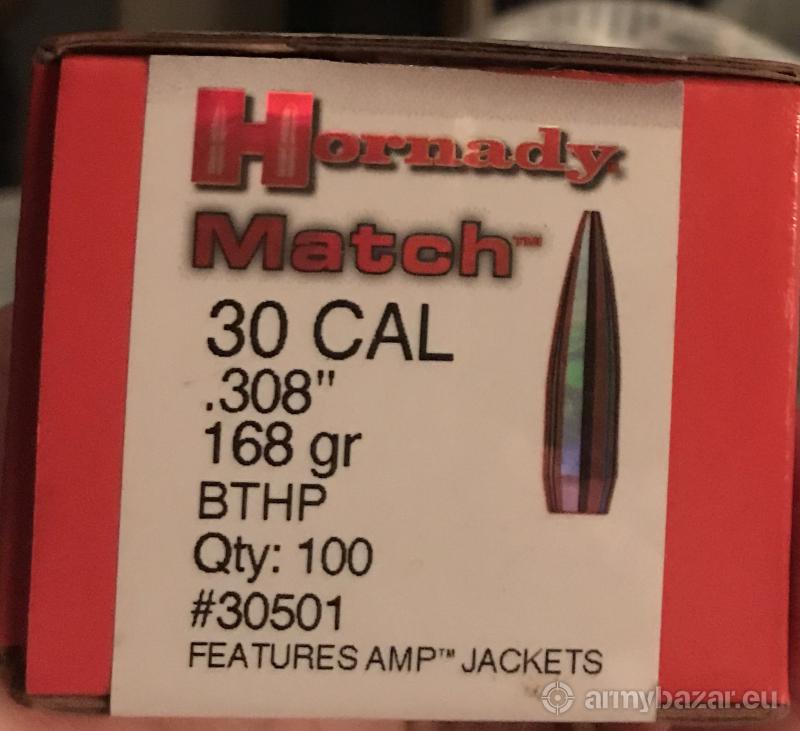 Hornady
Match™
30 CAL
.308"
168 gr
BTHP
Qty: 100
#30501
FEATURES AMP™ JACKETS
armybazar.eu